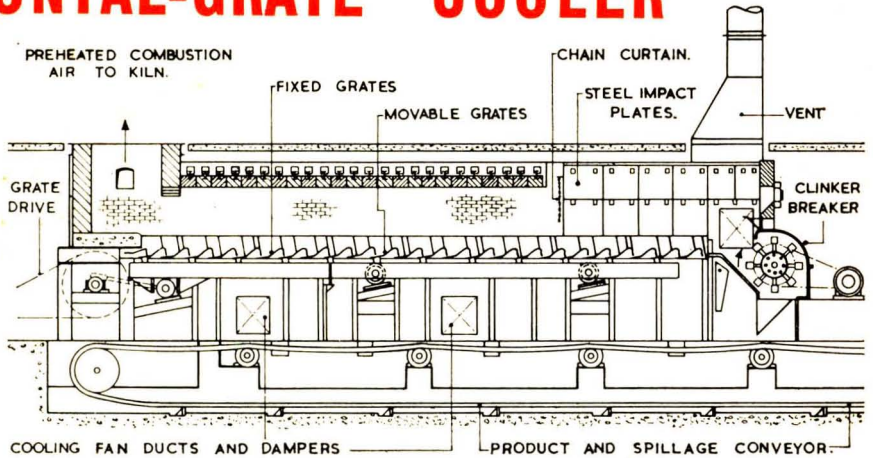 COOLER
PREHEATED COMBUSTION
AIR TO KILN.
CHAIN CURTAIN.
FIXED GRATES
STEEL IMPACT
PLATES.
MOVABLE GRATES
VENT
GRATE
DRIVE
CLINKER
BREAKER
COOLING FAN DUCTS AND DAMPERS
PRODUCT AND SPILLAGE CONVEYOR.